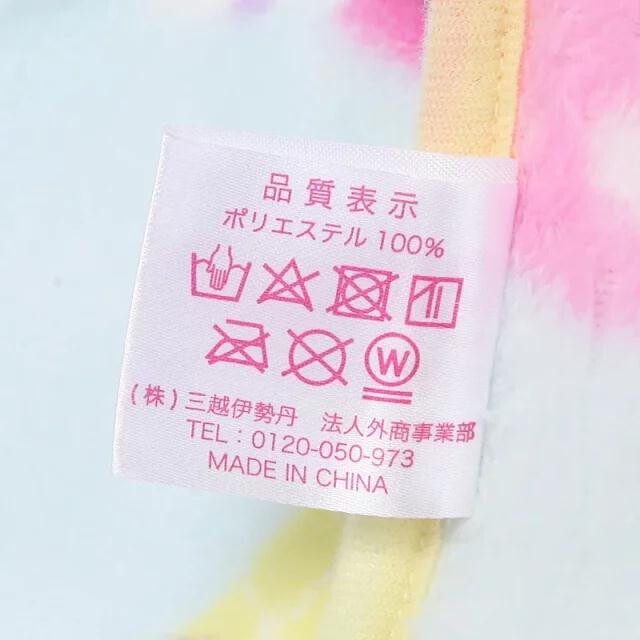 品質表示
ポリエステル 100%
W
(株)三越伊勢丹 法人外商事業部
TEL:0120-050-973
MADE IN CHINA